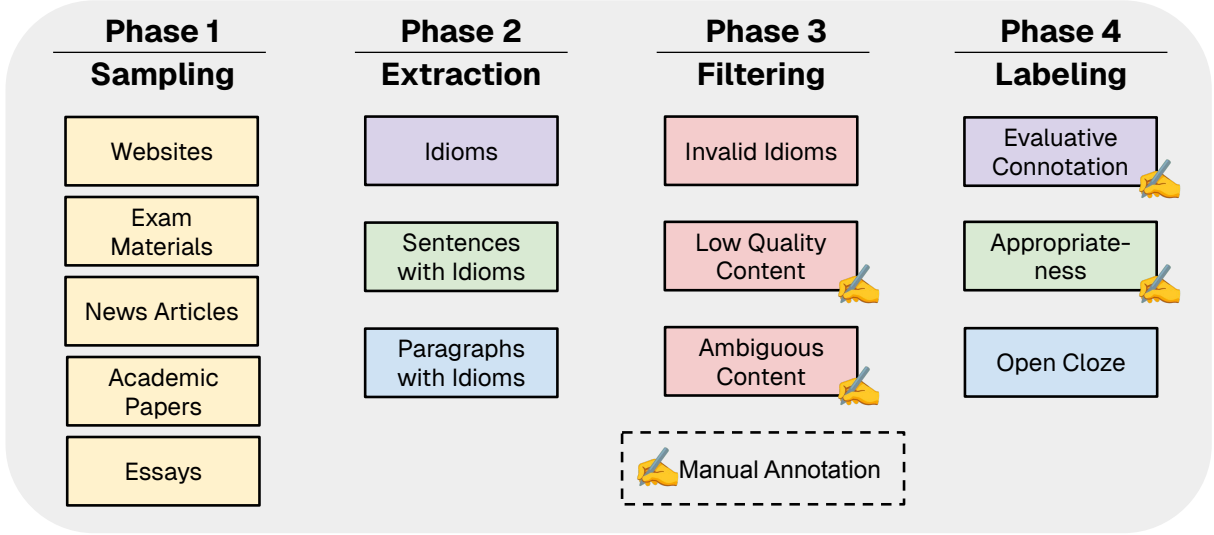 Phase 1
Sampling
Websites
Exam
Materials
News Articles
Academic
Papers
Essays
Phase 2
Extraction
Idioms
Sentences
with Idioms
Paragraphs
with Idioms
Phase 3
Filtering
Invalid Idioms
Low Quality
Content
Ambiguous
Content
Manual Annotation
Phase 4
Labeling
Evaluative
Connotation
Appropriate-
ness
Open Cloze